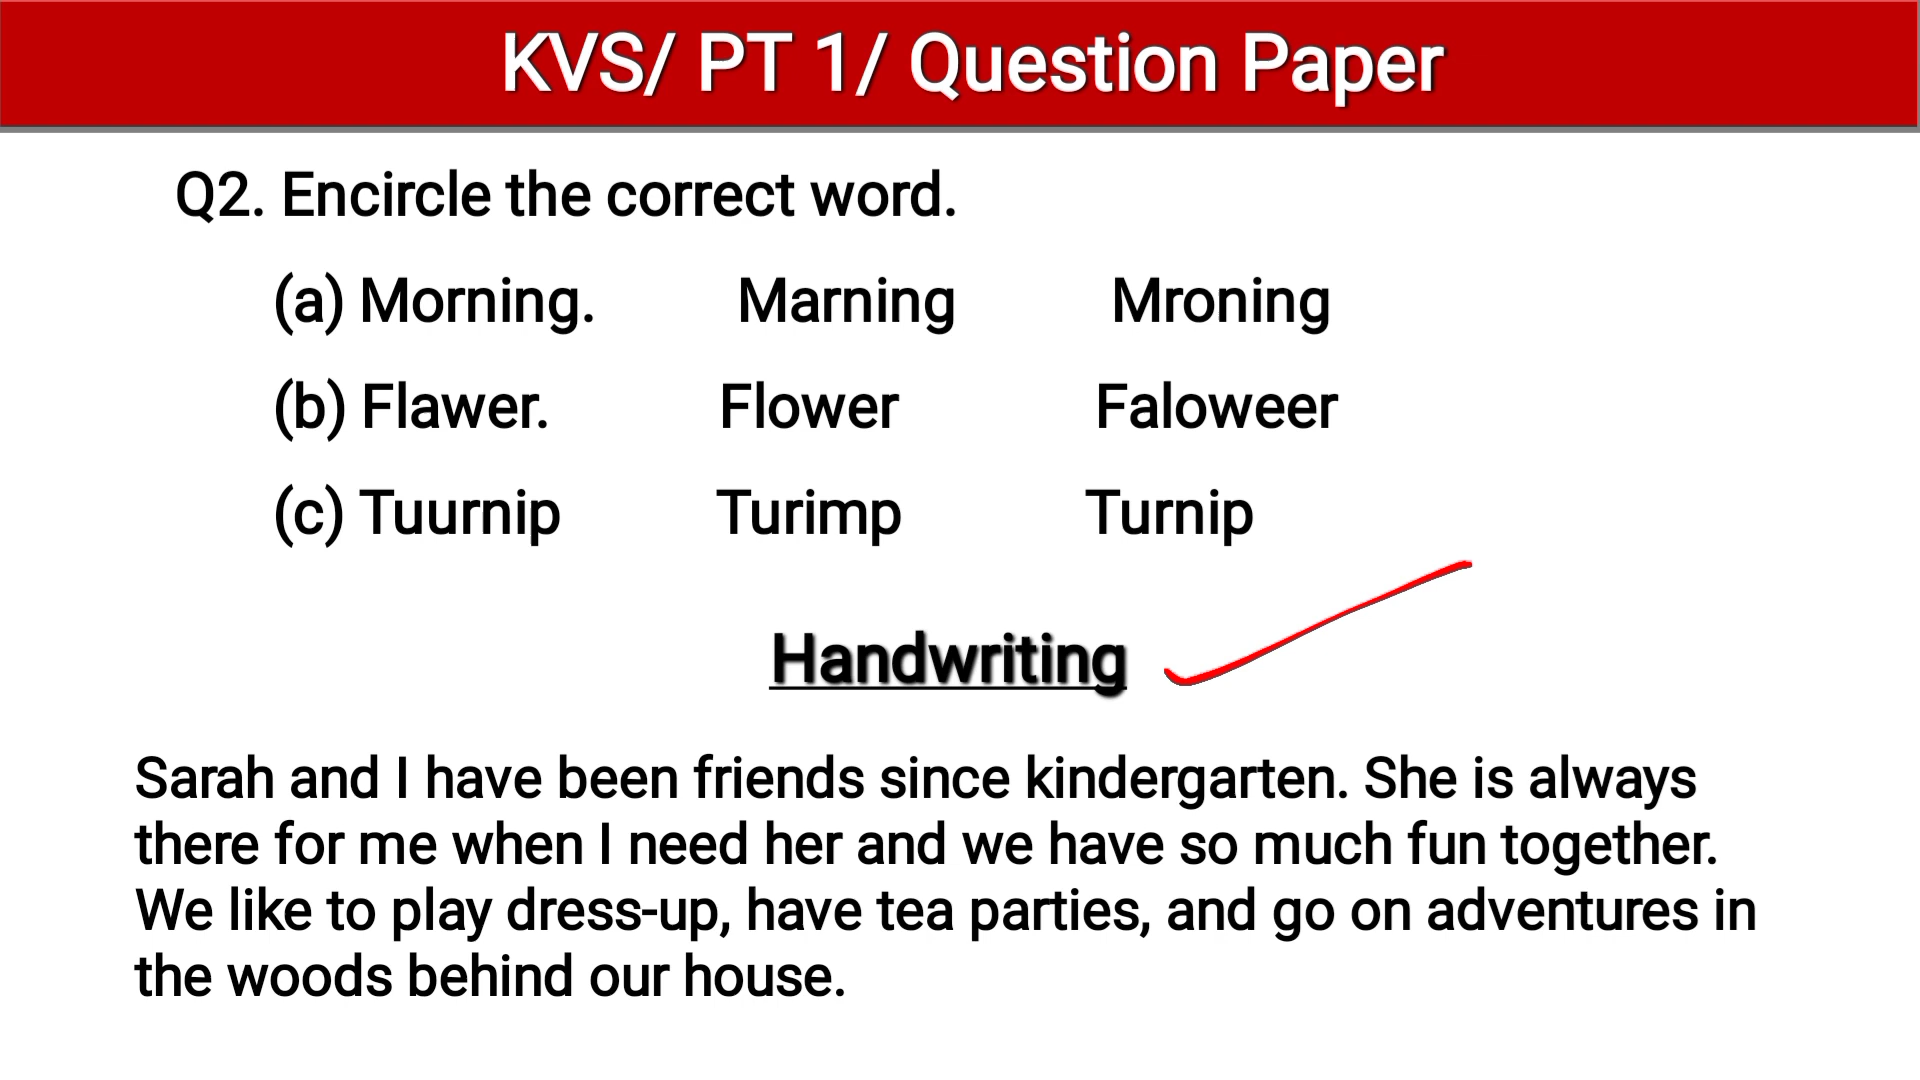 KVS/ PT 1/ Question Paper
Q2. Encircle the correct word.
(a) Morning. Marning Mroning
(b) Flawer. Flower Faloweer
(c) Tuurnip Turimp Turnip
Handwriting
Sarah and I have been friends since kindergarten. She is always
there for me when I need her and we have so much fun together.
We like to play dress-up, have tea parties, and go on adventures in
the woods behind our house.